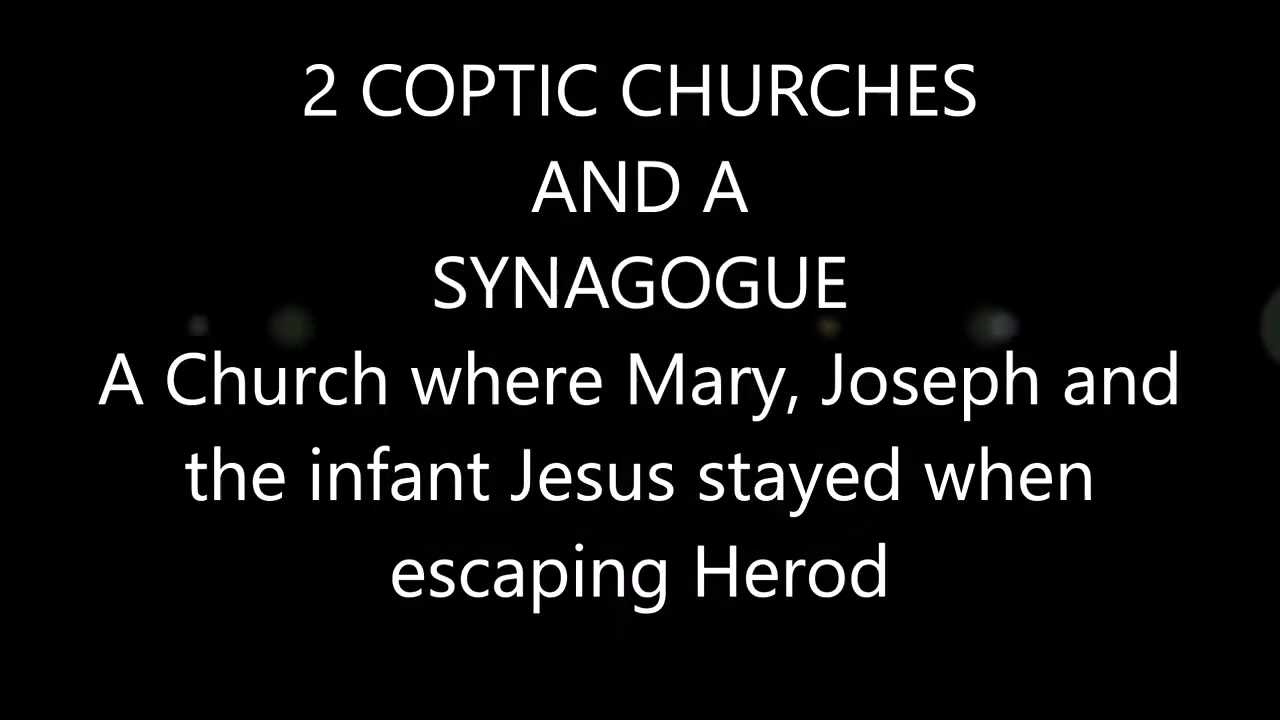 2 COPTIC CHURCHES
AND A
SYNAGOGUE
A Church where Mary, Joseph and
the infant Jesus stayed when
escaping Herod